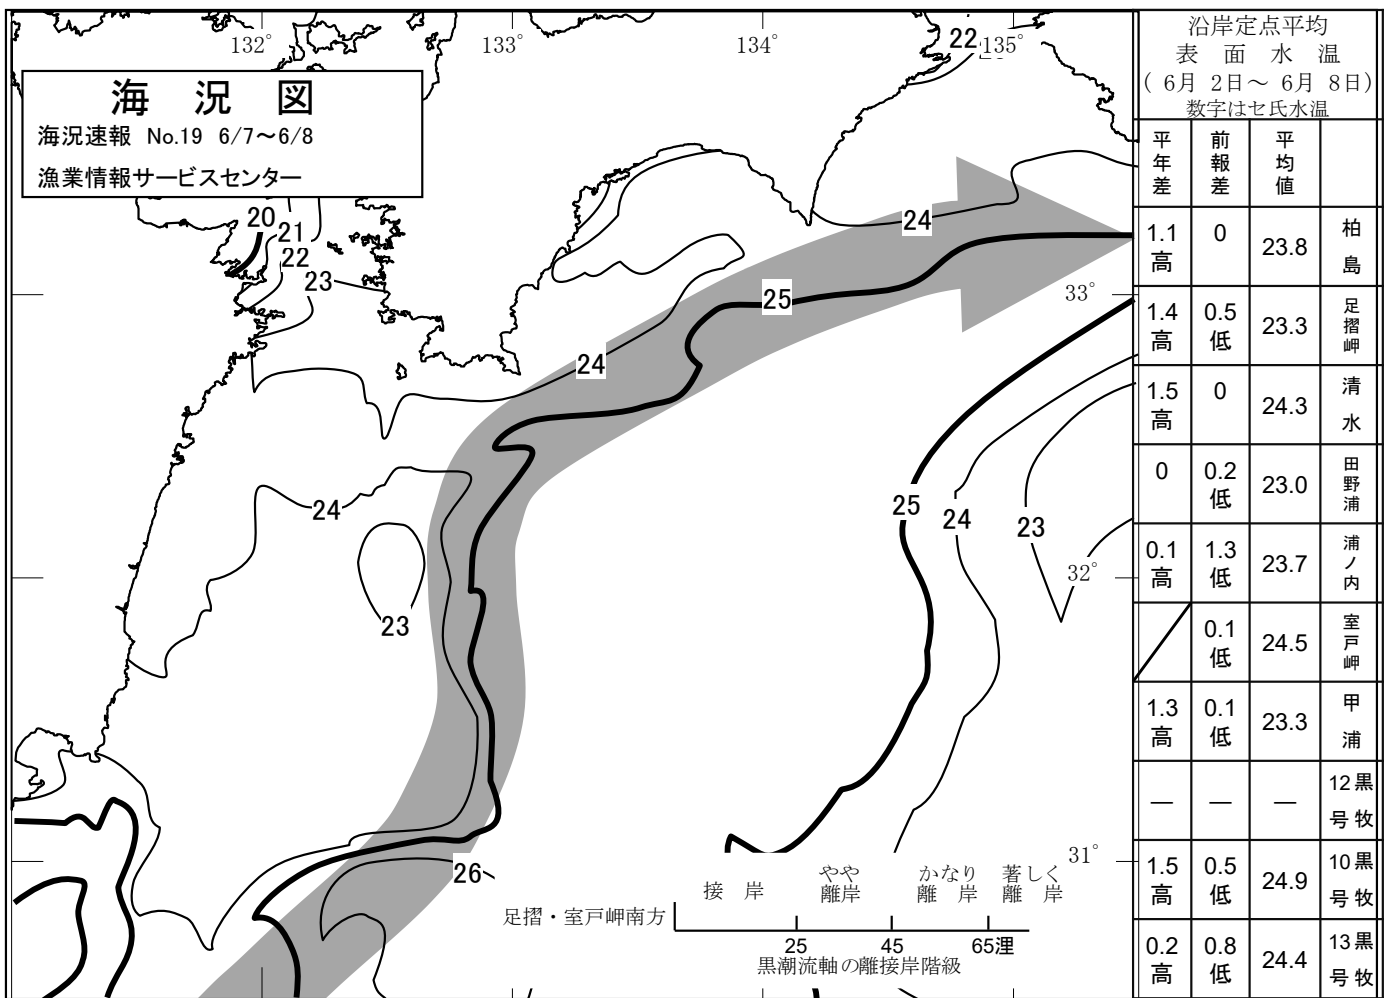 海 況 図
海況速報 No.19 6/7～6/8
漁業情報サービスセンター
132°
133°
134°
135°
22
20
21
22
23
24
25
33°
24
24
25
24
23
32°
23
26
31°
接 岸
やや
離岸
かなり
離 岸
著しく
離 岸
足摺・室戸岬南方
25 45 65浬
黒潮流軸の離接岸階級
沿岸定点平均
表 面 水 温
( 6月 2日～ 6月 8日)
数字はセ氏水温
平年差 前報差 平均値
1.1高 0 23.8 柏島
1.4高 0.5低 23.3 足摺岬
1.5高 0 24.3 清水
0 0.2低 23.0 田野浦
0.1高 1.3低 23.7 浦ノ内
0.1低 24.5 室戸岬
1.3高 0.1低 23.3 甲浦
— — — 12号 黒牧
1.5高 0.5低 24.9 10号 黒牧
0.2高 0.8低 24.4 13号 黒牧